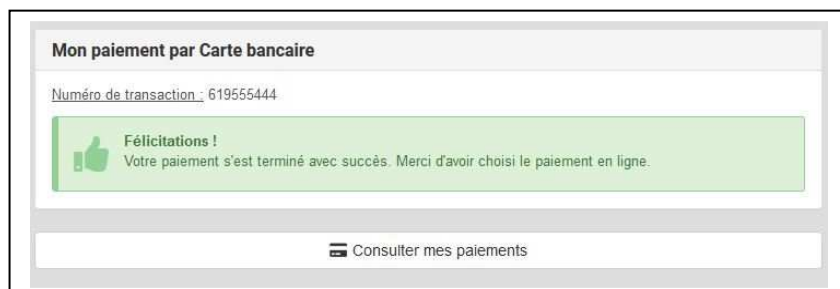 Mon paiement par Carte bancaire
Numéro de transaction : 619555444
Félicitations !
Votre paiement s'est terminé avec succès. Merci d'avoir choisi le paiement en ligne.
Consulter mes paiements